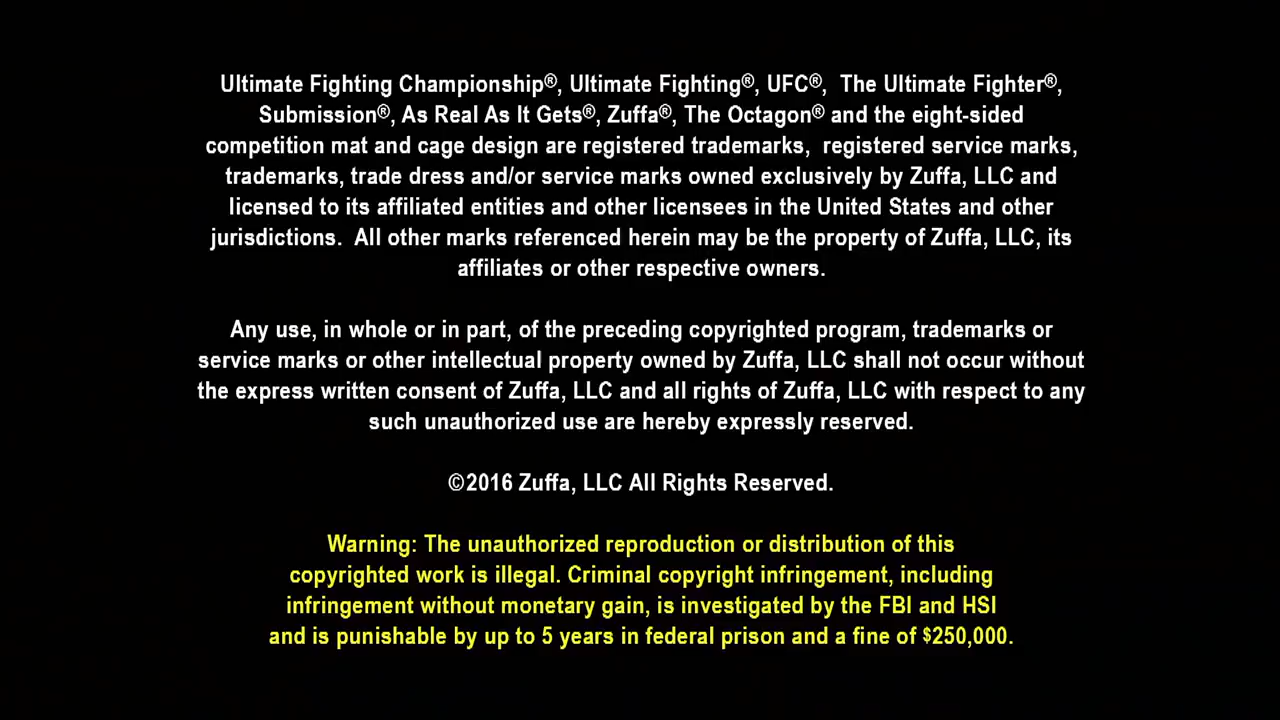 Ultimate Fighting Championship®, Ultimate Fighting®, UFC®,  The Ultimate Fighter®,
Submission®, As Real As It Gets®, Zuffa®, The Octagon® and the eight-sided
competition mat and cage design are registered trademarks,  registered service marks,
trademarks, trade dress and/or service marks owned exclusively by Zuffa, LLC and
licensed to its affiliated entities and other licensees in the United States and other
jurisdictions.  All other marks referenced herein may be the property of Zuffa, LLC, its
affiliates or other respective owners.
Any use, in whole or in part, of the preceding copyrighted program, trademarks or
service marks or other intellectual property owned by Zuffa, LLC shall not occur without
the express written consent of Zuffa, LLC and all rights of Zuffa, LLC with respect to any
such unauthorized use are hereby expressly reserved.
©2016 Zuffa, LLC All Rights Reserved.
Warning: The unauthorized reproduction or distribution of this
copyrighted work is illegal. Criminal copyright infringement, including
infringement without monetary gain, is investigated by the FBI and HSI
and is punishable by up to 5 years in federal prison and a fine of $250,000.